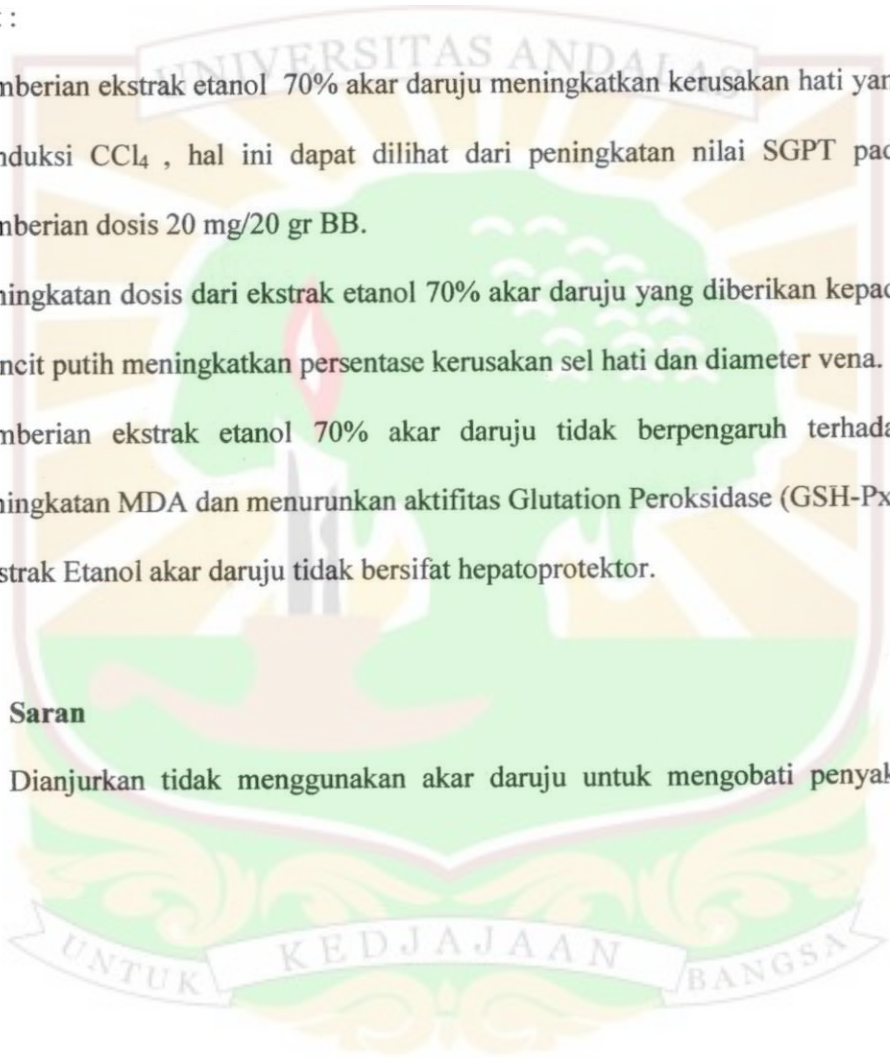 : :
UNIVERSITAS ANDALAS
mberian ekstrak etanol 70% akar daruju meningkatkan kerusakan hati yan
nduksi CCl₄ , hal ini dapat dilihat dari peningkatan nilai SGPT pad
mberian dosis 20 mg/20 gr BB.
ningkatan dosis dari ekstrak etanol 70% akar daruju yang diberikan kepad
ncit putih meningkatkan persentase kerusakan sel hati dan diameter vena.
mberian ekstrak etanol 70% akar daruju tidak berpengaruh terhada
ningkatan MDA dan menurunkan aktifitas Glutation Peroksidase (GSH-Px
strak Etanol akar daruju tidak bersifat hepatoprotektor.
Saran
Dianjurkan tidak menggunakan akar daruju untuk mengobati penyak
UNTUK KEDJAJAAN BANGSA